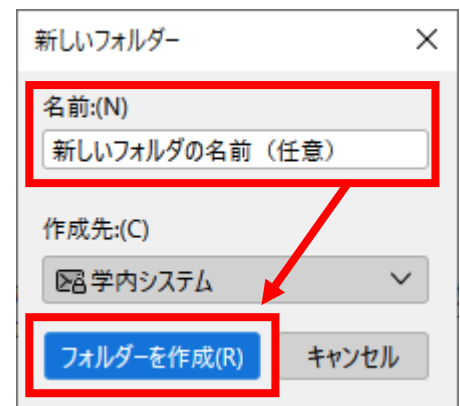 新しいフォルダー
名前:(N)
新しいフォルダの名前（任意）
作成先:(C)
学内システム
フォルダーを作成(R) キャンセル